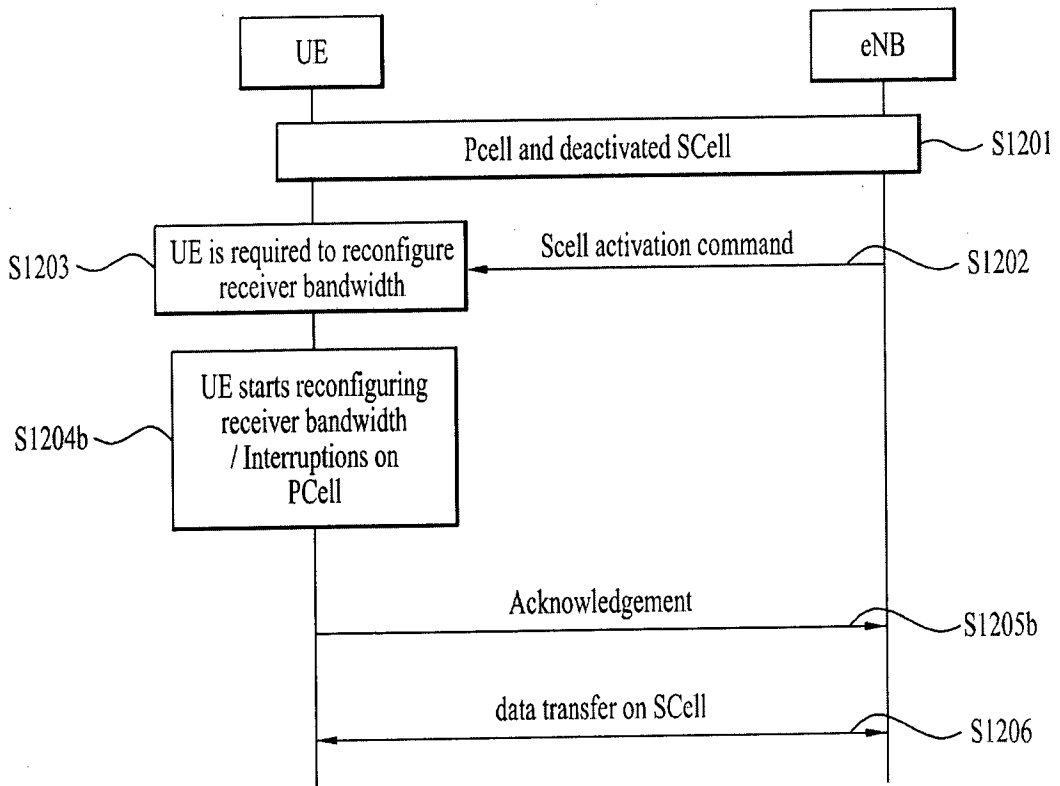 UE
eNB
Pcell and deactivated SCell
S1201
UE is required to reconfigure
receiver bandwidth
S1203
Scell activation command
S1202
UE starts reconfiguring
receiver bandwidth
/ Interruptions on
PCell
S1204b
Acknowledgement
S1205b
data transfer on SCell
S1206